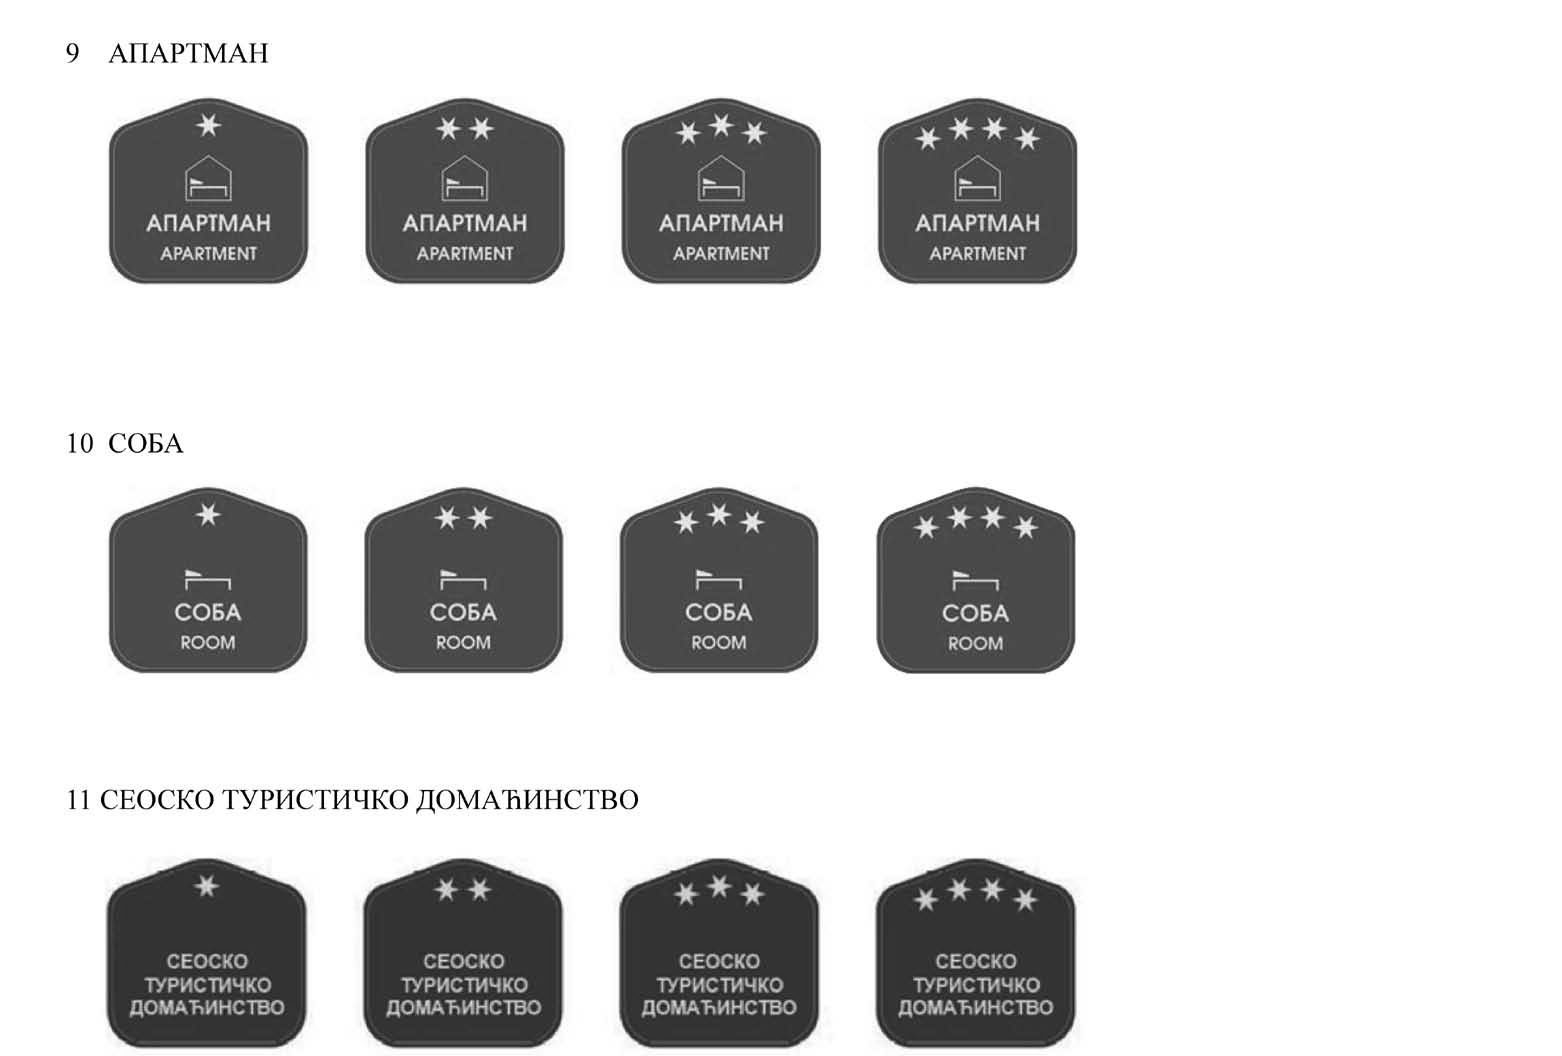 9 АПАРТМАН
АПАРТМАН АПАРТМАН АПАРТМАН АПАРТМАН
APARTMENT APARTMENT APARTMENT APARTMENT
10 СОБА
СОБА СОБА СОБА СОБА
ROOM ROOM ROOM ROOM
11 СЕОСКО ТУРИСТИЧКО ДОМАЋИНСТВО
СЕОСКО СЕОСКО СЕОСКО СЕОСКО
ТУРИСТИЧКО ТУРИСТИЧКО ТУРИСТИЧКО ТУРИСТИЧКО
ДОМАЋИНСТВО ДОМАЋИНСТВО ДОМАЋИНСТВО ДОМАЋИНСТВО